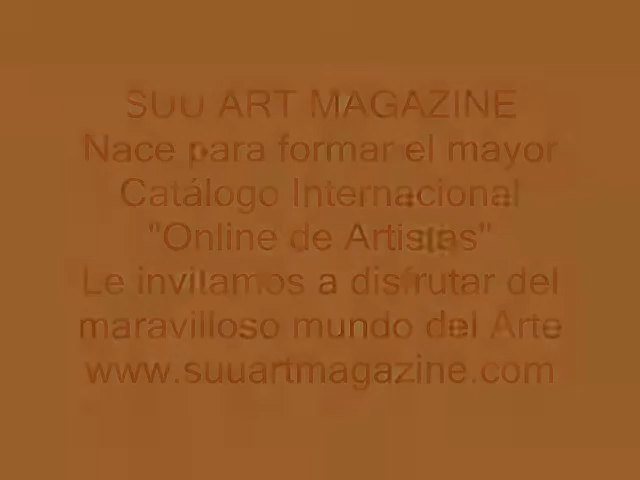 SUU ART MAGAZINE
Nace para formar el mayor
Catálogo Internacional
"Online de Artistas"
Le invitamos a disfrutar del
maravilloso mundo del Arte
www.suuartmagazine.com